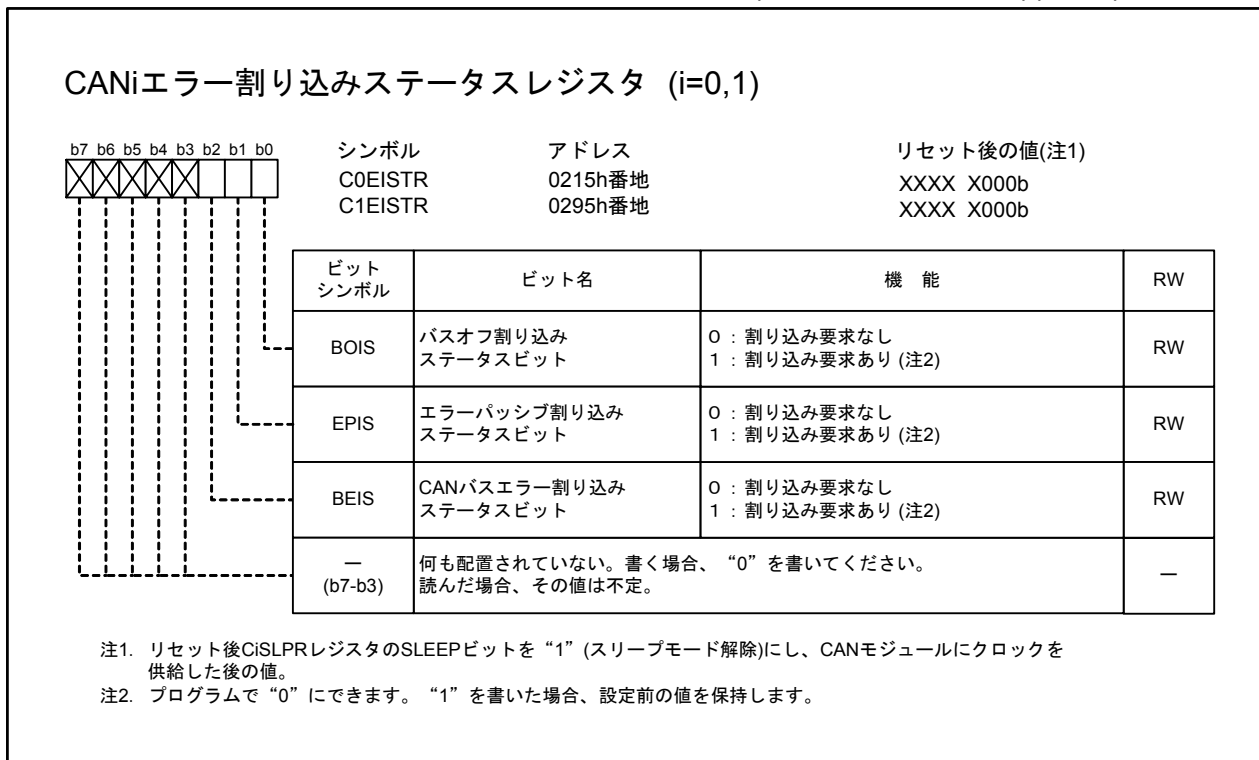 CANiエラー割り込みステータスレジスタ (i=0,1)
b7 b6 b5 b4 b3 b2 b1 b0
シンボル アドレス リセット後の値(注1)
C0EISTR 0215h番地 XXXX X000b
C1EISTR 0295h番地 XXXX X000b
ビット
シンボル ビット名 機 能 RW
BOIS バスオフ割り込み
ステータスビット 0 : 割り込み要求なし
1 : 割り込み要求あり (注2) RW
EPIS エラーパッシブ割り込み
ステータスビット 0 : 割り込み要求なし
1 : 割り込み要求あり (注2) RW
BEIS CANバスエラー割り込み
ステータスビット 0 : 割り込み要求なし
1 : 割り込み要求あり (注2) RW
—
(b7-b3) 何も配置されていない。書く場合、“0”を書いてください。
読んだ場合、その値は不定。 —
注1. リセット後CiSLPRレジスタのSLEEPビットを“1”(スリープモード解除)にし、CANモジュールにクロックを
供給した後の値。
注2. プログラムで“0”にできます。“1”を書いた場合、設定前の値を保持します。